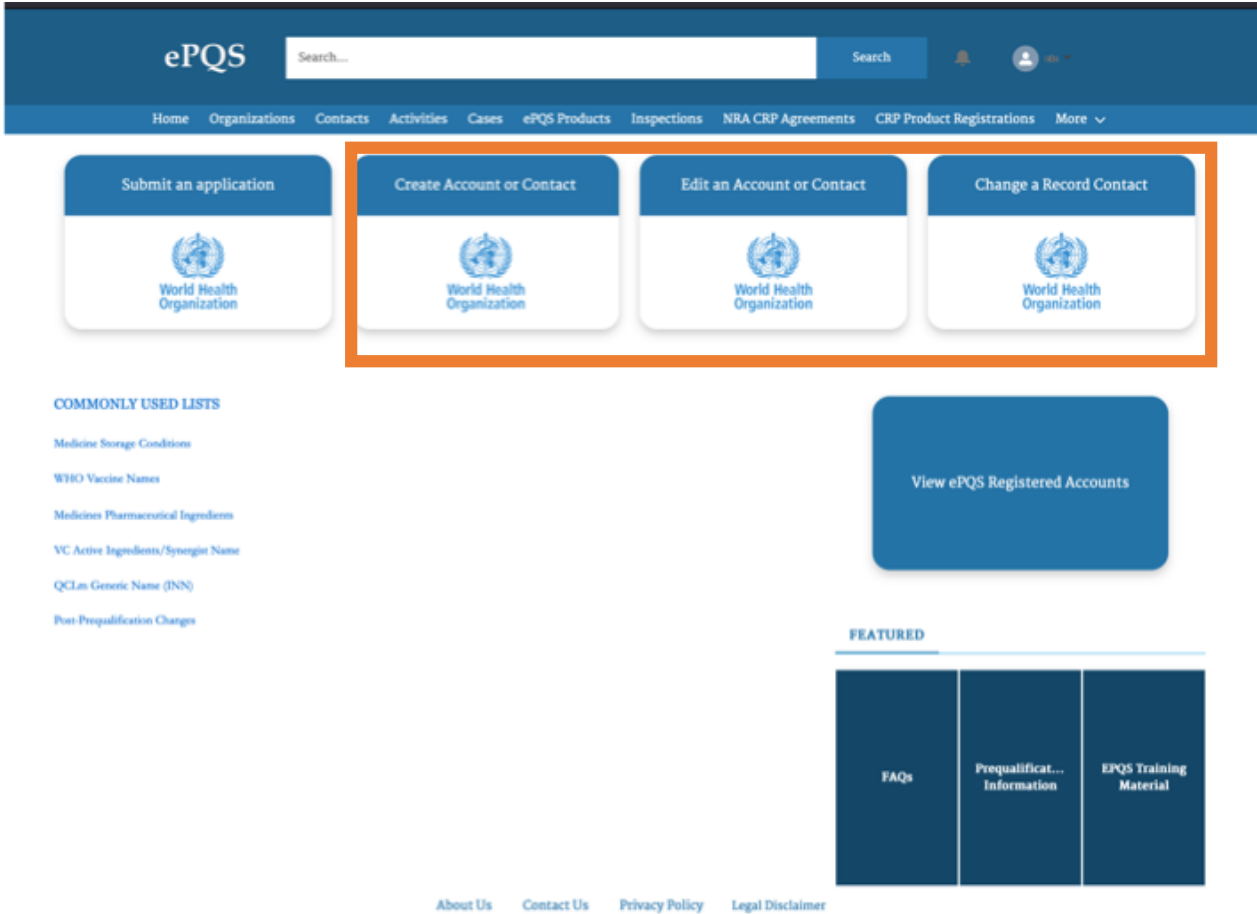 ePQS
Search...
Search
Home Organizations Contacts Activities Cases ePQS Products Inspections NRA CRP Agreements CRP Product Registrations More
Submit an application
Create Account or Contact
Edit an Account or Contact
Change a Record Contact
World Health
Organization
World Health
Organization
World Health
Organization
World Health
Organization
COMMONLY USED LISTS
Medicine Storage Conditions
WHO Vaccine Names
Medicines Pharmaceutical Ingredients
VC Active Ingredients/Synergist Name
QCLm Generic Name (INN)
Post-Prequalification Changes
View ePQS Registered Accounts
FEATURED
FAQs
Prequalificat...
Information
EPQS Training
Material
About Us Contact Us Privacy Policy Legal Disclaimer